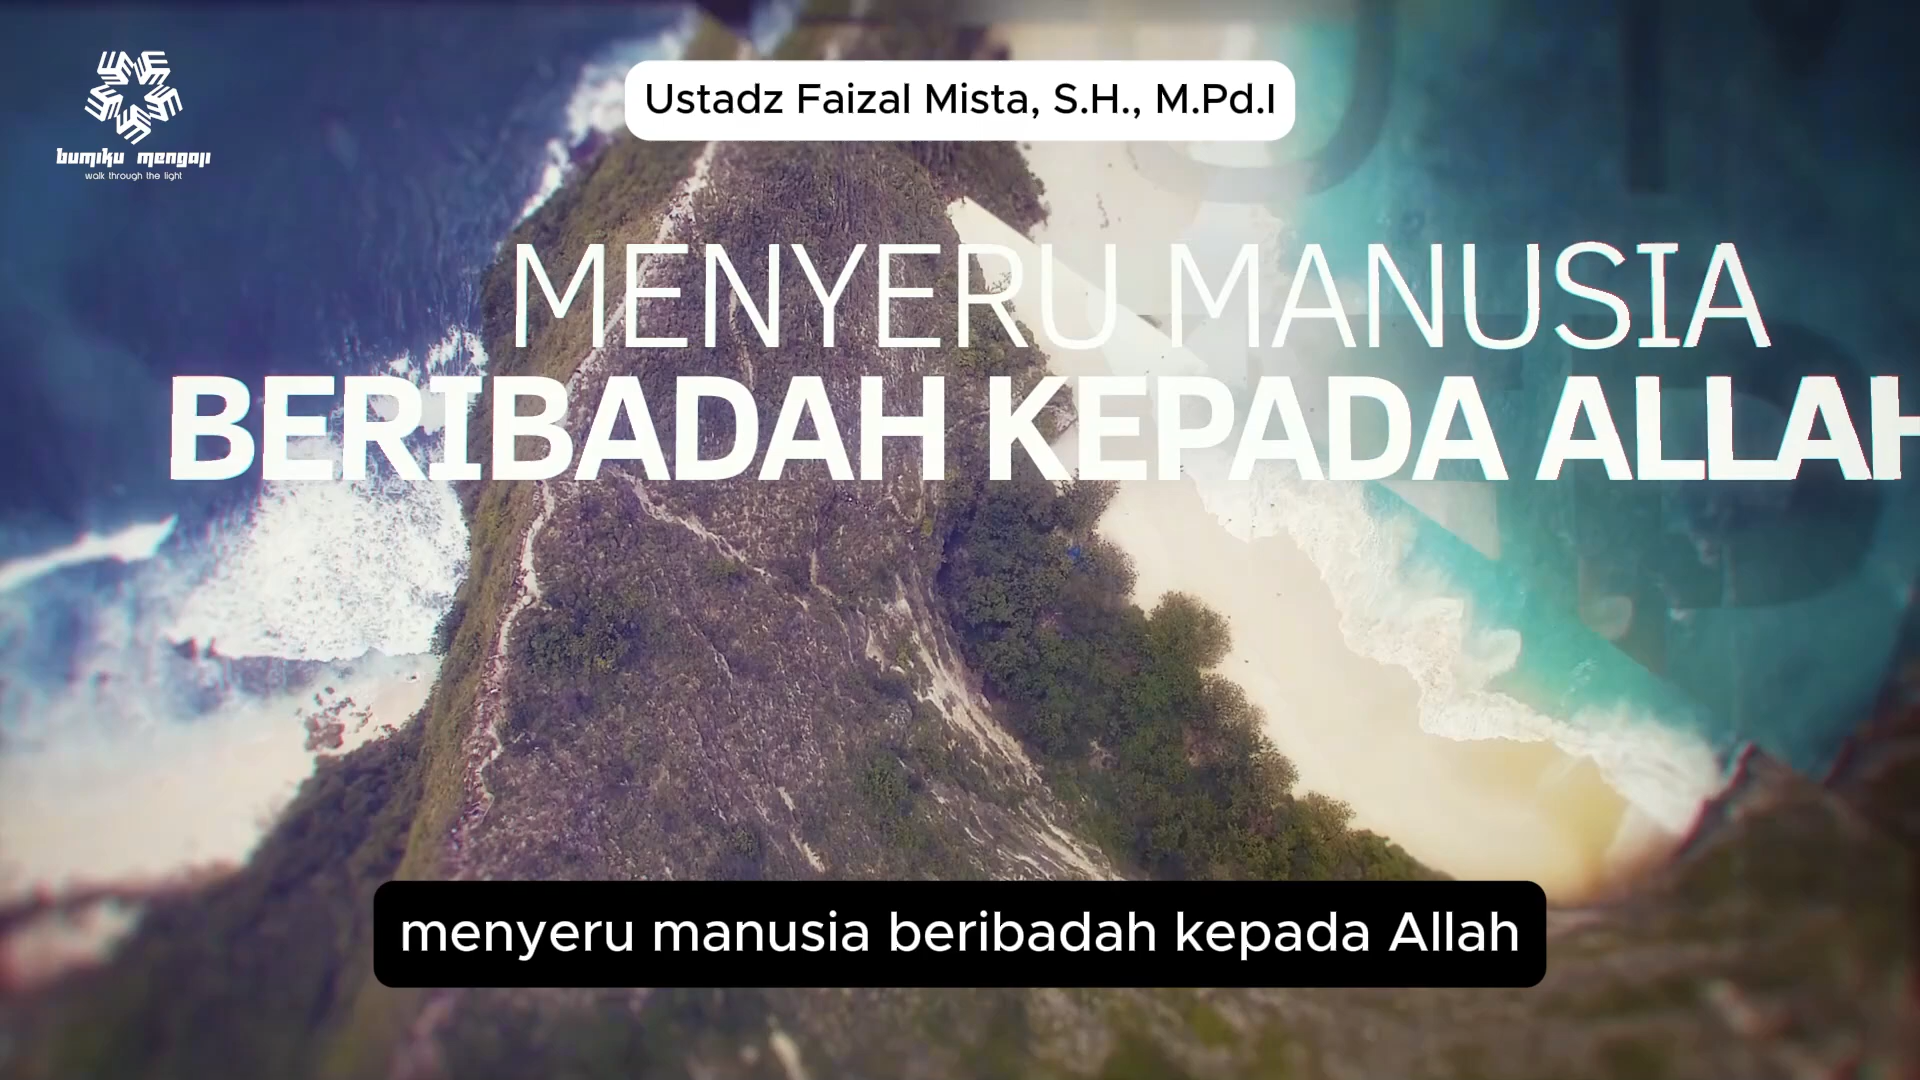 bumiku mengaji
walk through the light
Ustadz Faizal Mista, S.H., M.Pd.I
MENYERU MANUSIA
BERIBADAH KEPADA ALLAH
menyeru manusia beribadah kepada Allah